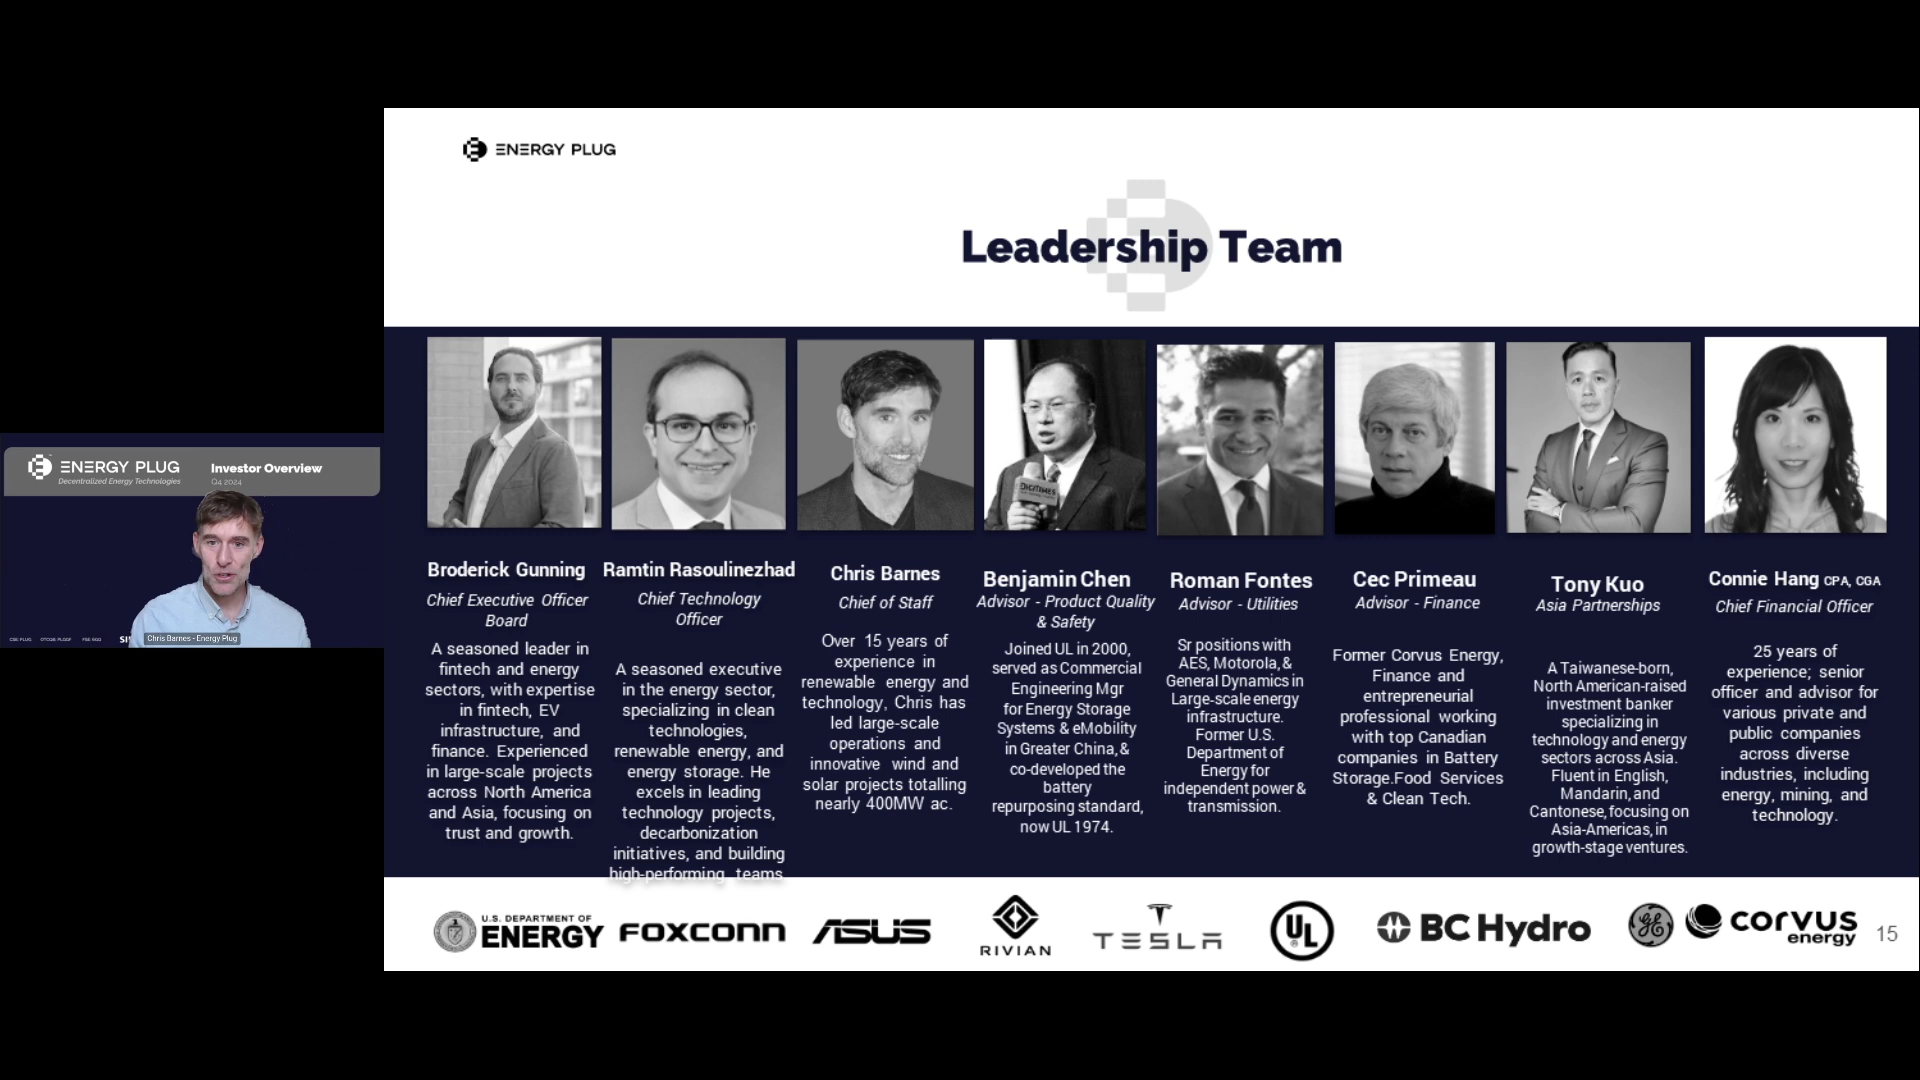 ENERGY PLUG
Leadership Team
ENERGY PLUG
Decentralized Energy Technologies
Investor Overview
Q4 2024
CSE: PLUG OTCQB: PLGGF FSE: 6GQ
Chris Barnes - Energy Plug
DIGITIMES
Broderick Gunning
Chief Executive Officer
Board
A seasoned leader in
fintech and energy
sectors, with expertise
in fintech, EV
infrastructure, and
finance. Experienced
in large-scale projects
across North America
and Asia, focusing on
trust and growth.
Ramtin Rasoulinezhad
Chief Technology
Officer
A seasoned executive
in the energy sector,
specializing in clean
technologies,
renewable energy, and
energy storage. He
excels in leading
technology projects,
decarbonization
initiatives, and building
high-performing teams.
Chris Barnes
Chief of Staff
Over 15 years of
experience in
renewable energy and
technology, Chris has
led large-scale
operations and
innovative wind and
solar projects totalling
nearly 400MW ac.
Benjamin Chen
Advisor - Product Quality
& Safety
Joined UL in 2000,
served as Commercial
Engineering Mgr
for Energy Storage
Systems & eMobility
in Greater China, &
co-developed the
battery
repurposing standard,
now UL 1974.
Roman Fontes
Advisor - Utilities
Sr positions with
AES, Motorola, &
General Dynamics in
Large-scale energy
infrastructure.
Former U.S.
Department of
Energy for
independent power &
transmission.
Cec Primeau
Advisor - Finance
Former Corvus Energy,
Finance and
entrepreneurial
professional working
with top Canadian
companies in Battery
Storage.Food Services
& Clean Tech.
Tony Kuo
Asia Partnerships
A Taiwanese-born,
North American-raised
investment banker
specializing in
technology and energy
sectors across Asia.
Fluent in English,
Mandarin, and
Cantonese, focusing on
Asia-Americas, in
growth-stage ventures.
Connie Hang CPA, CGA
Chief Financial Officer
25 years of
experience; senior
officer and advisor for
various private and
public companies
across diverse
industries, including
energy, mining, and
technology.
U.S. DEPARTMENT OF
ENERGY
FOXCONN
ASUS
RIVIAN
TESLA
UL
BC Hydro
GE
corvus
energy
15